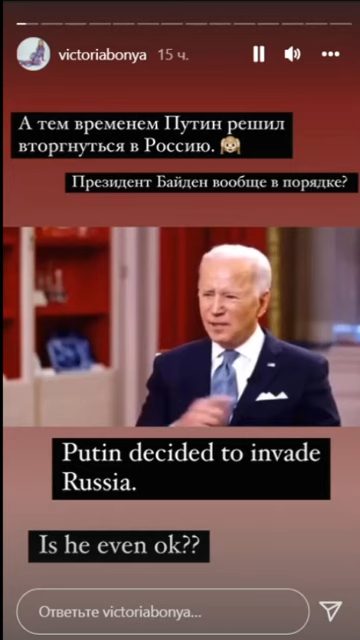 victoriabonya 15 ч.
А тем временем Путин решил
вторгнуться в Россию. 🙉
Президент Байден вообще в порядке?
Putin decided to invade
Russia.
Is he even ok??
Ответьте victoriabonya...